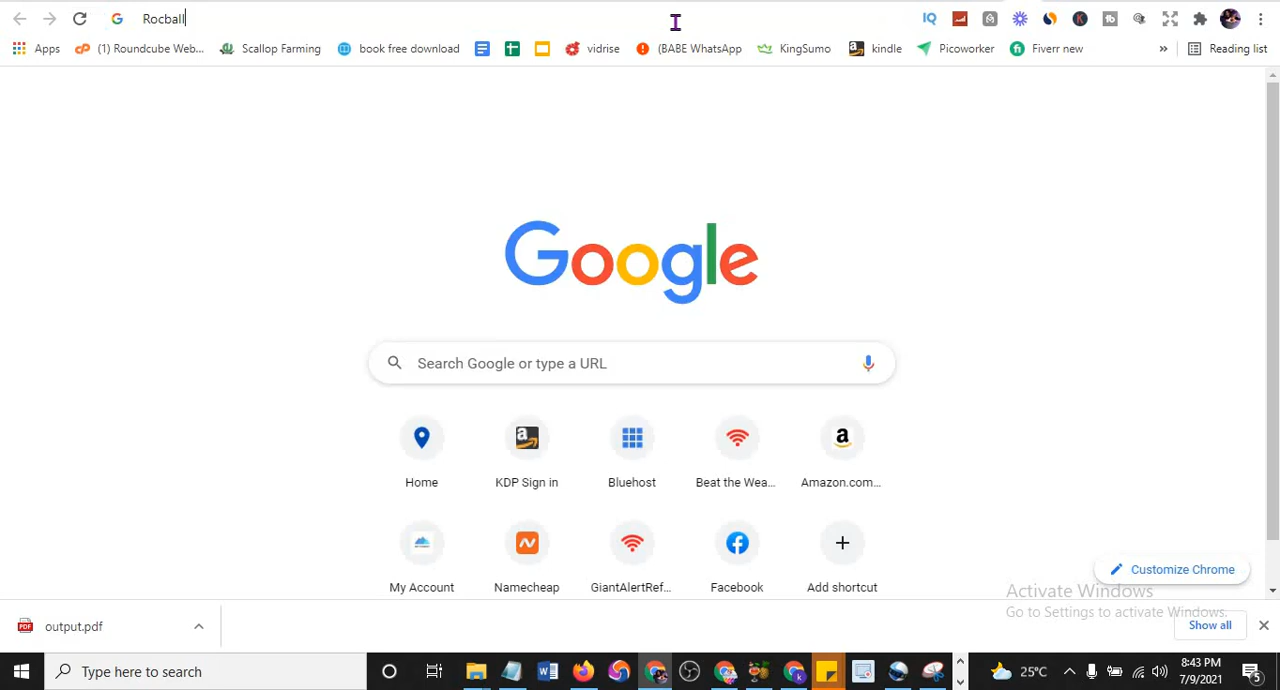 Rocball
Apps
(1) Roundcube Web...
Scallop Farming
book free download
vidrise
(BABE WhatsApp
KingSumo
kindle
Picoworker
Fiverr new
»
Reading list
Google
Search Google or type a URL
Home
KDP Sign in
Bluehost
Beat the Wea...
Amazon.com...
My Account
Namecheap
GiantAlertRef...
Facebook
Add shortcut
Customize Chrome
Activate Windows
Go to Settings to activate Windows.
output.pdf
Show all
Type here to search
25°C
8:43 PM
7/9/2021
5